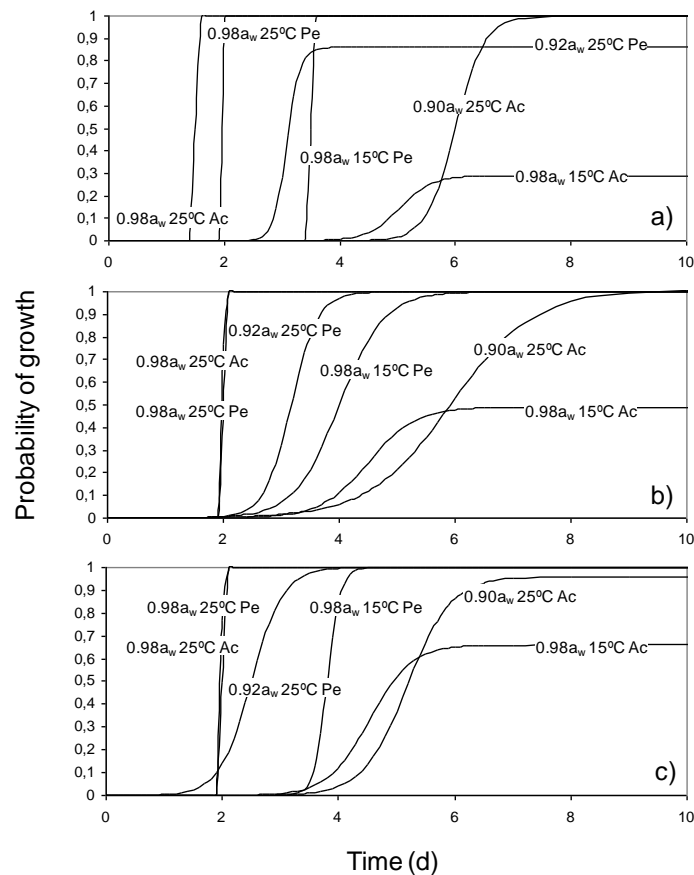 Probability of growth
1
0,9
0,8
0,7
0,6
0,5
0,4
0,3
0,2
0,1
0
0.98aw 25ºC Pe
0.92aw 25ºC Pe
0.90aw 25ºC Ac
0.98aw 15ºC Pe
0.98aw 15ºC Ac
0.98aw 25ºC Ac
a)
0 2 4 6 8 10
1
0,9
0,8
0,7
0,6
0,5
0,4
0,3
0,2
0,1
0
0.92aw 25ºC Pe
0.90aw 25ºC Ac
0.98aw 25ºC Ac
0.98aw 15ºC Pe
0.98aw 25ºC Pe
0.98aw 15ºC Ac
b)
0 2 4 6 8 10
1
0,9
0,8
0,7
0,6
0,5
0,4
0,3
0,2
0,1
0
0.98aw 25ºC Pe
0.98aw 15ºC Pe
0.90aw 25ºC Ac
0.98aw 25ºC Ac
0.98aw 15ºC Ac
0.92aw 25ºC Pe
c)
0 2 4 6 8 10
Time (d)